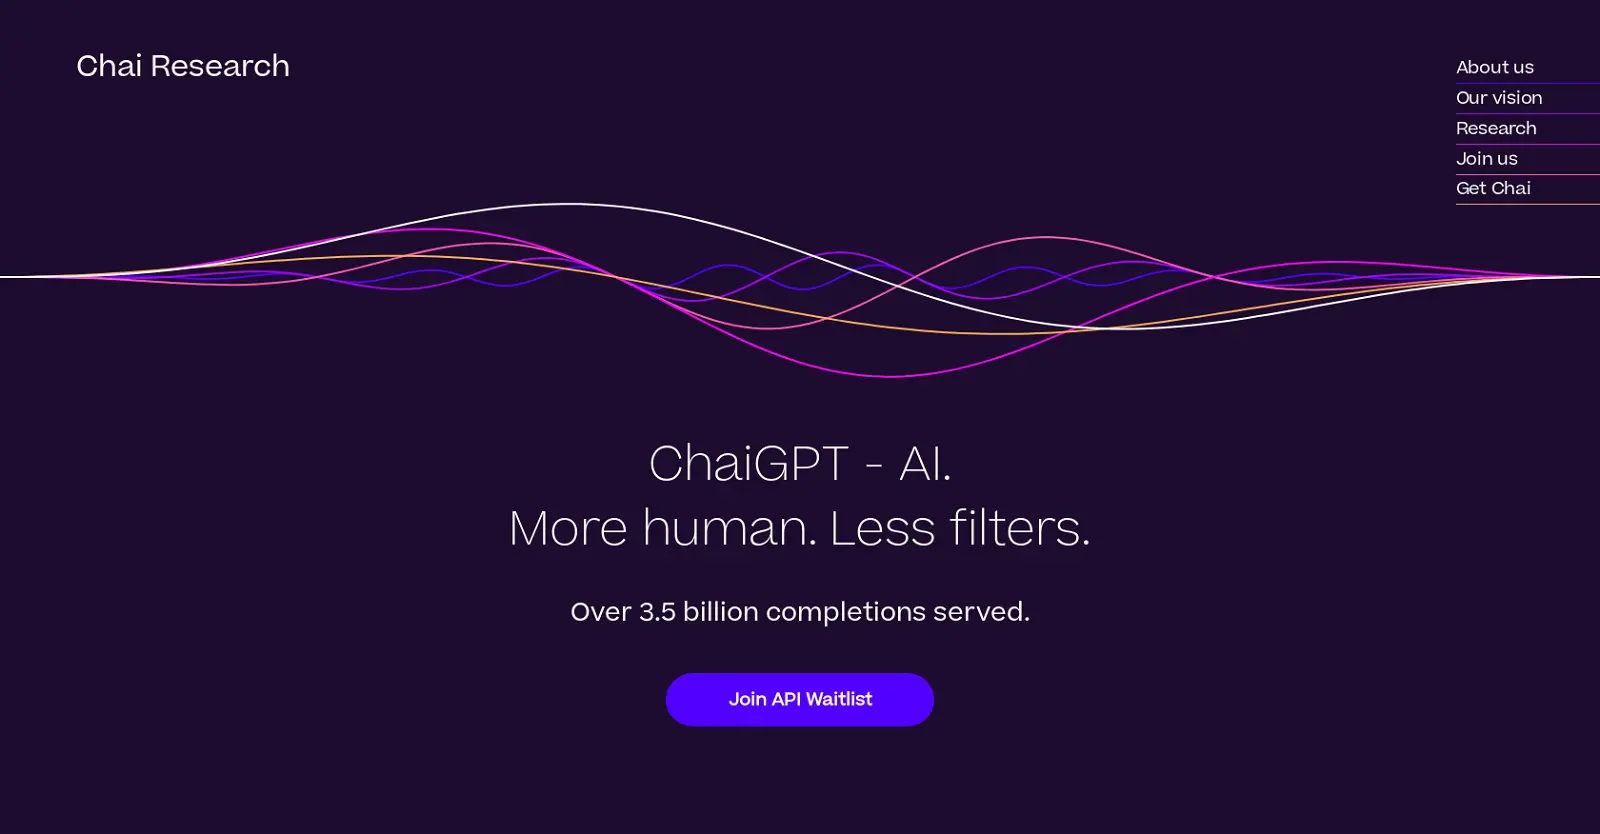 Chai Research
About us
Our vision
Research
Join us
Get Chai
ChaiGPT - AI.
More human. Less filters.
Over 3.5 billion completions served.
Join API Waitlist